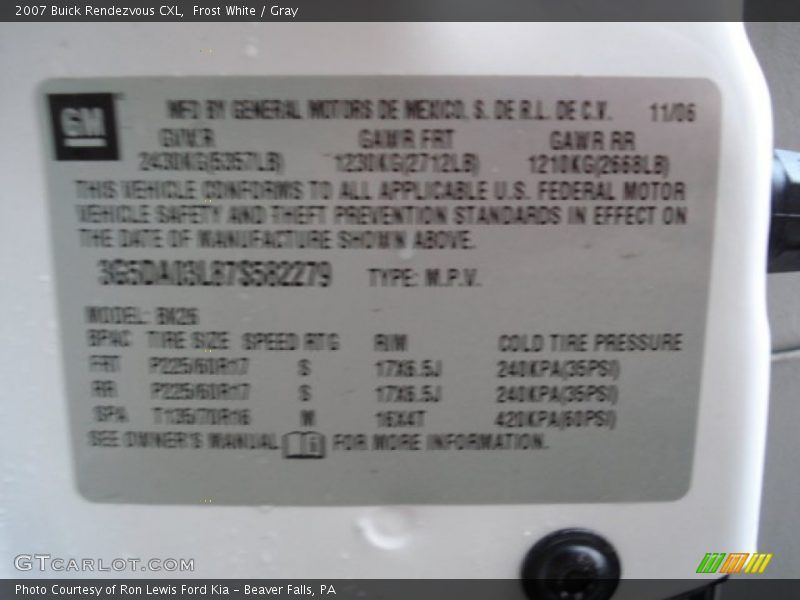 2007 Buick Rendezvous CXL,  Frost White / Gray
GM
MFD BY GENERAL MOTORS DE MEXICO, S. DE R.L. DE C.V. 11/06
GVWR GAWR FRT GAWR RR
2430KG(5357LB) 1230KG(2712LB) 1210KG(2668LB)
THIS VEHICLE CONFORMS TO ALL APPLICABLE U.S. FEDERAL MOTOR
VEHICLE SAFETY AND THEFT PREVENTION STANDARDS IN EFFECT ON
THE DATE OF MANUFACTURE SHOWN ABOVE.
3G5DA03L87S582279 TYPE: M.P.V.
MODEL:
TIRE SIZE SPEED RTG RIM COLD TIRE PRESSURE
FRT P225/60R17 S 17X6.5J 240KPA(35PSI)
RR P225/60R17 S 17X6.5J 240KPA(35PSI)
SPA T135/70R16 M 16X4T 420KPA(60PSI)
SEE OWNER'S MANUAL FOR MORE INFORMATION.
GTCARLOT.COM
Photo Courtesy of Ron Lewis Ford Kia - Beaver Falls, PA